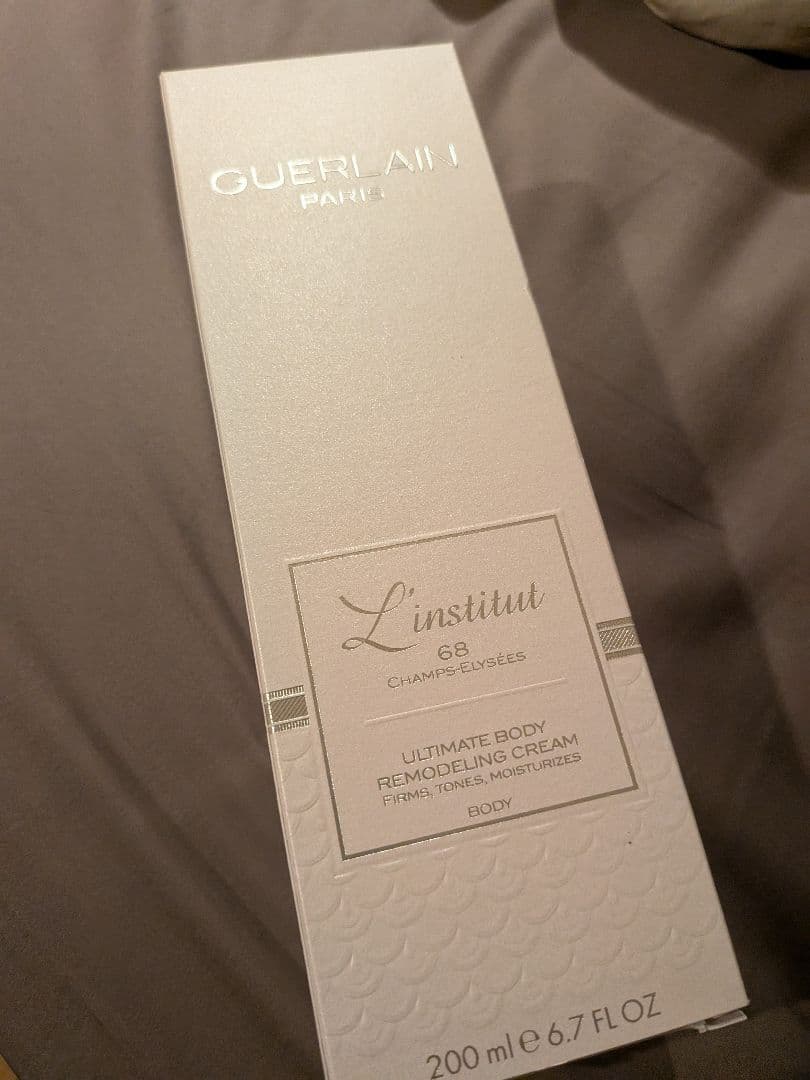 GUERLAIN
PARIS
L'institut
68
CHAMPS-ELYSÉES
ULTIMATE BODY
REMODELING CREAM
FIRMS, TONES, MOISTURIZES
BODY
200 ml ℮ 6.7 FL OZ